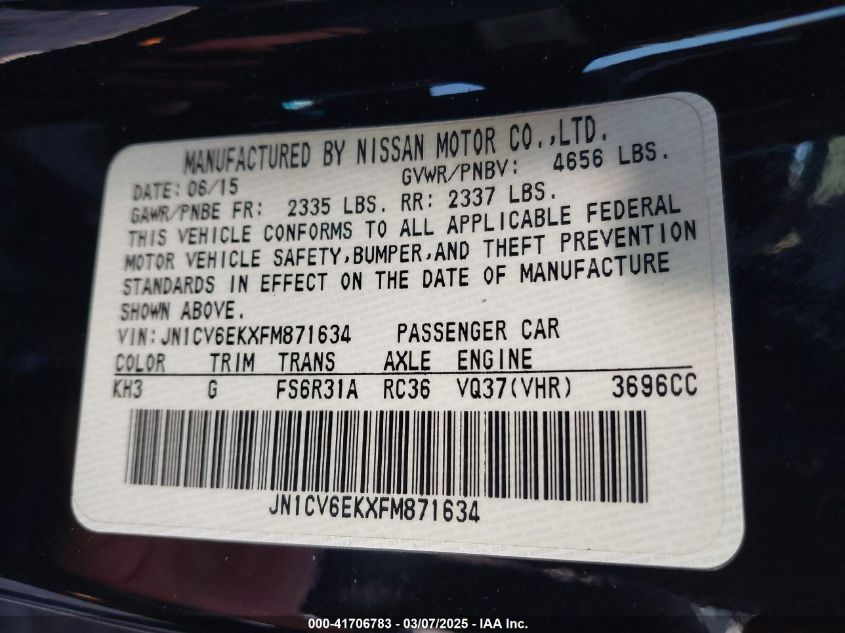 MANUFACTURED BY NISSAN MOTOR CO.,LTD.
DATE: 06/15 GVWR/PNBV: 4656 LBS.
GAWR/PNBE FR: 2335 LBS. RR: 2337 LBS.
THIS VEHICLE CONFORMS TO ALL APPLICABLE FEDERAL
MOTOR VEHICLE SAFETY,BUMPER,AND THEFT PREVENTION
STANDARDS IN EFFECT ON THE DATE OF MANUFACTURE
SHOWN ABOVE.
VIN: JN1CV6EKXFM871634 PASSENGER CAR
COLOR TRIM TRANS AXLE ENGINE
KH3 G FS6R31A RC36 VQ37(VHR) 3696CC
JN1CV6EKXFM871634
000-41706783 - 03/07/2025 - IAA Inc.